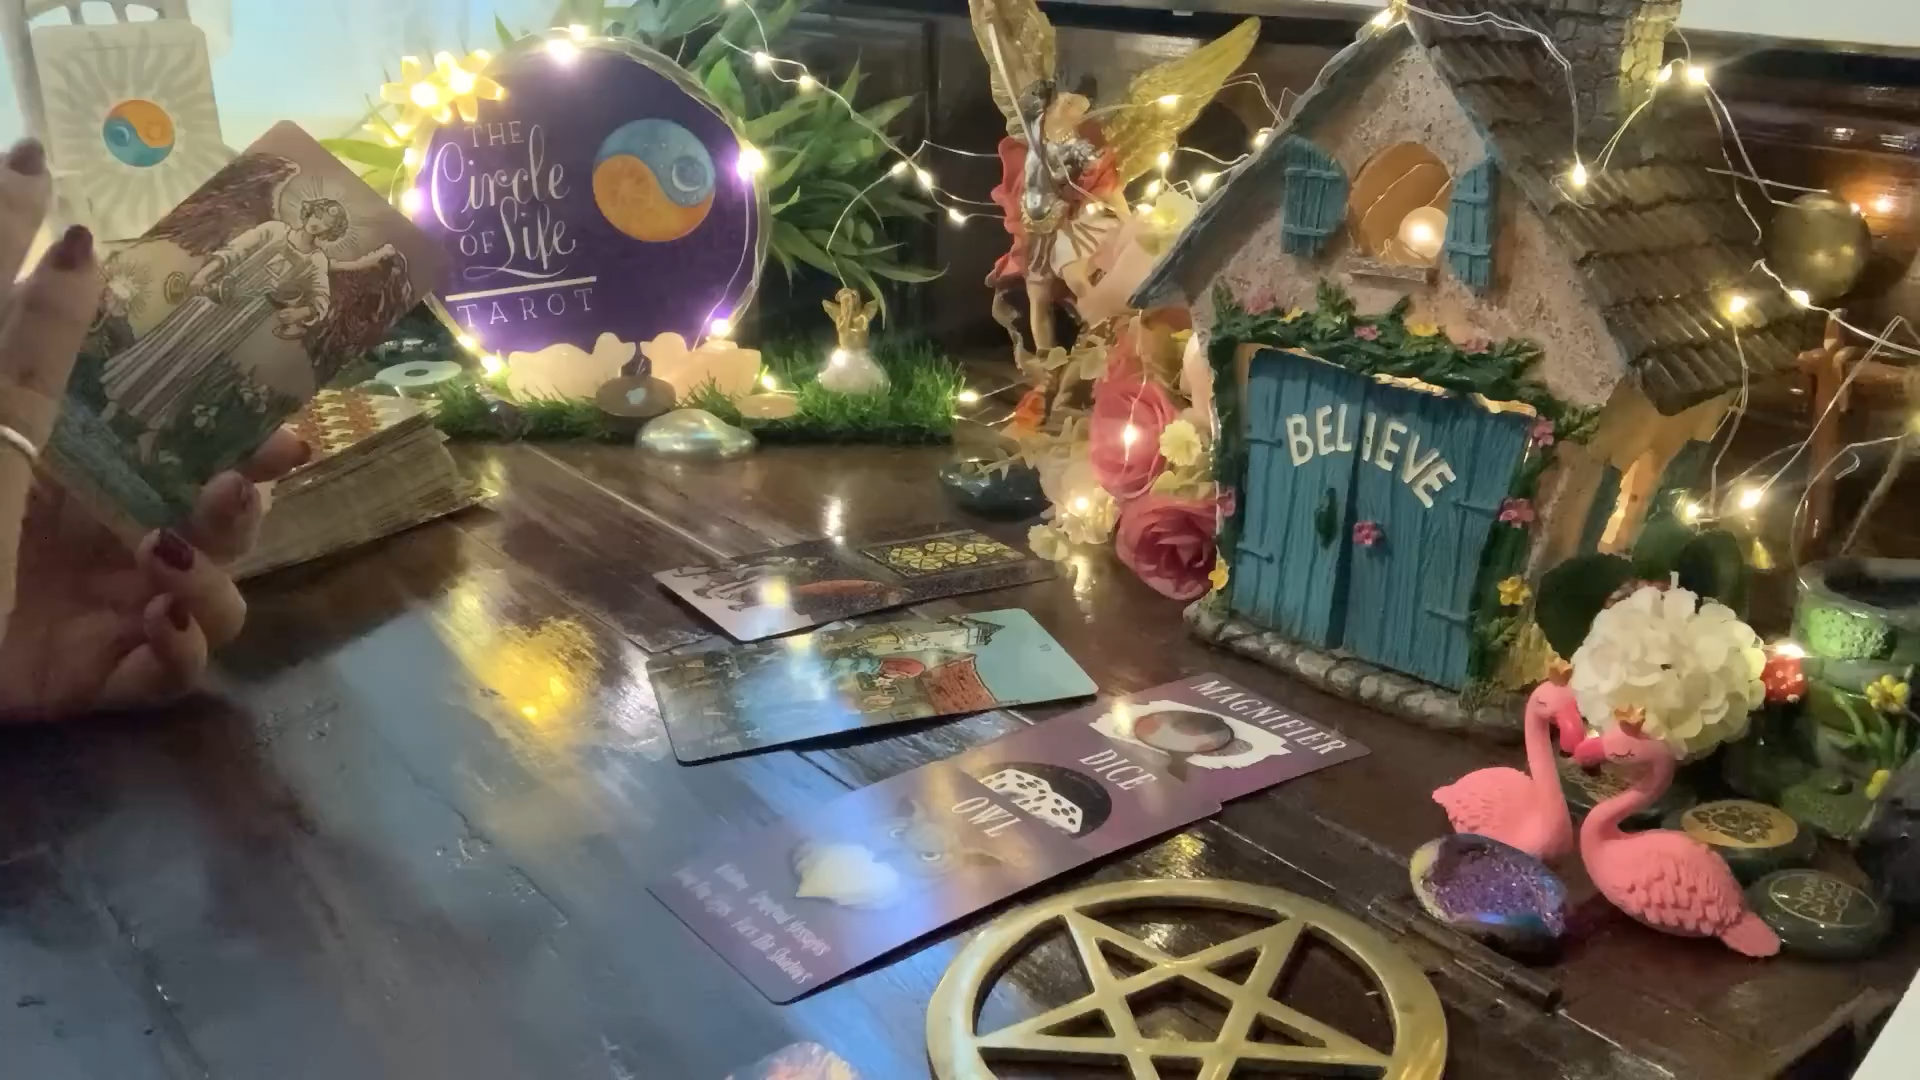 THE
Circle
OF Life
TAROT
BELIEVE
MAGNIFIER
DICE
OWL